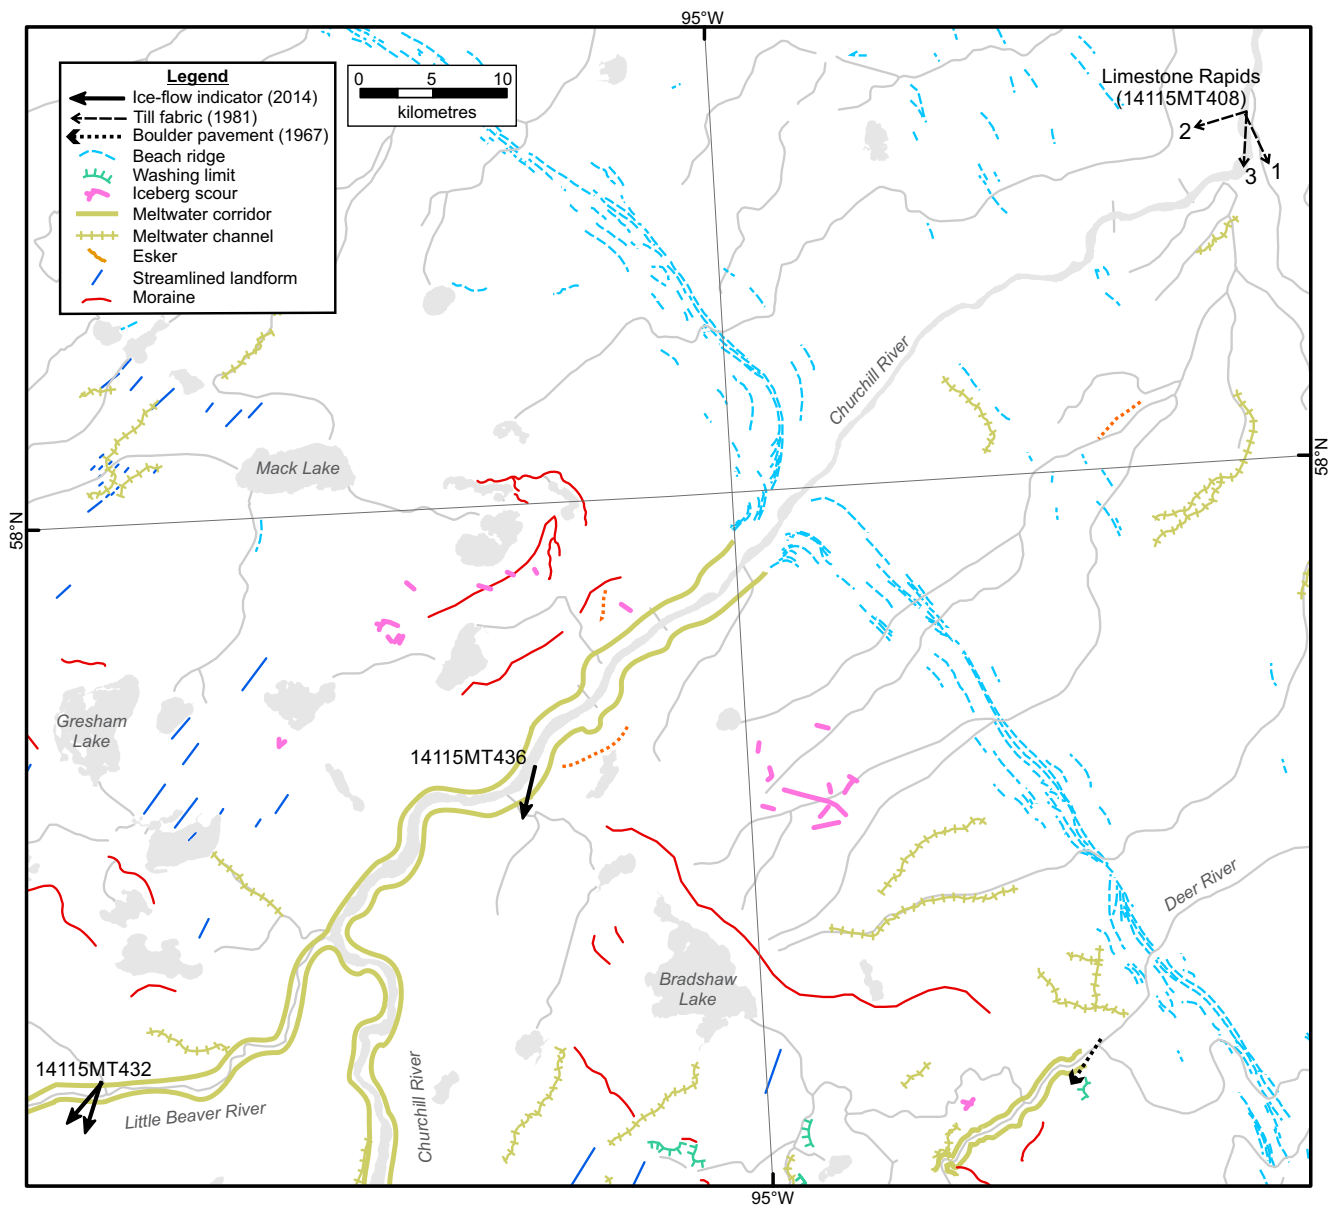 95°W
Legend
Ice-flow indicator (2014)
Till fabric (1981)
Boulder pavement (1967)
Beach ridge
Washing limit
Iceberg scour
Meltwater corridor
Meltwater channel
Esker
Streamlined landform
Moraine
0 5 10
kilometres
Limestone Rapids
(14115MT408)
2
3
1
Churchill River
58°N
Mack Lake
58°N
Gresham
Lake
14115MT436
Deer River
Bradshaw
Lake
14115MT432
Little Beaver River
Churchill River
95°W